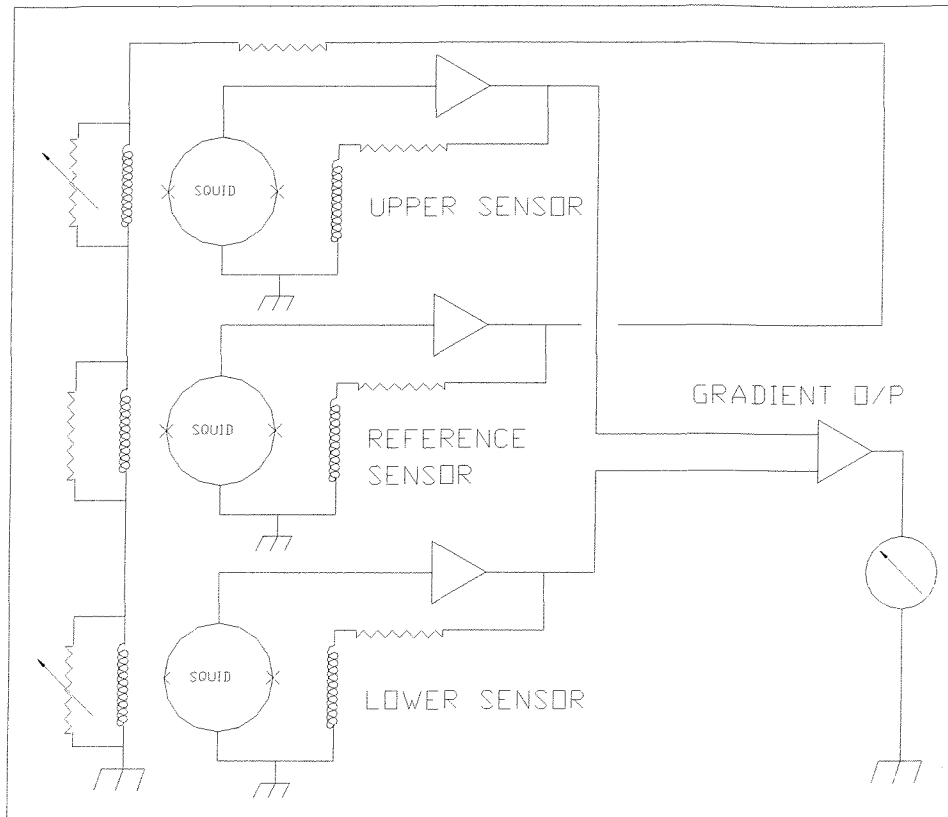 SQUID
UPPER SENSOR
SQUID
REFERENCE
SENSOR
GRADIENT O/P
SQUID
LOWER SENSOR